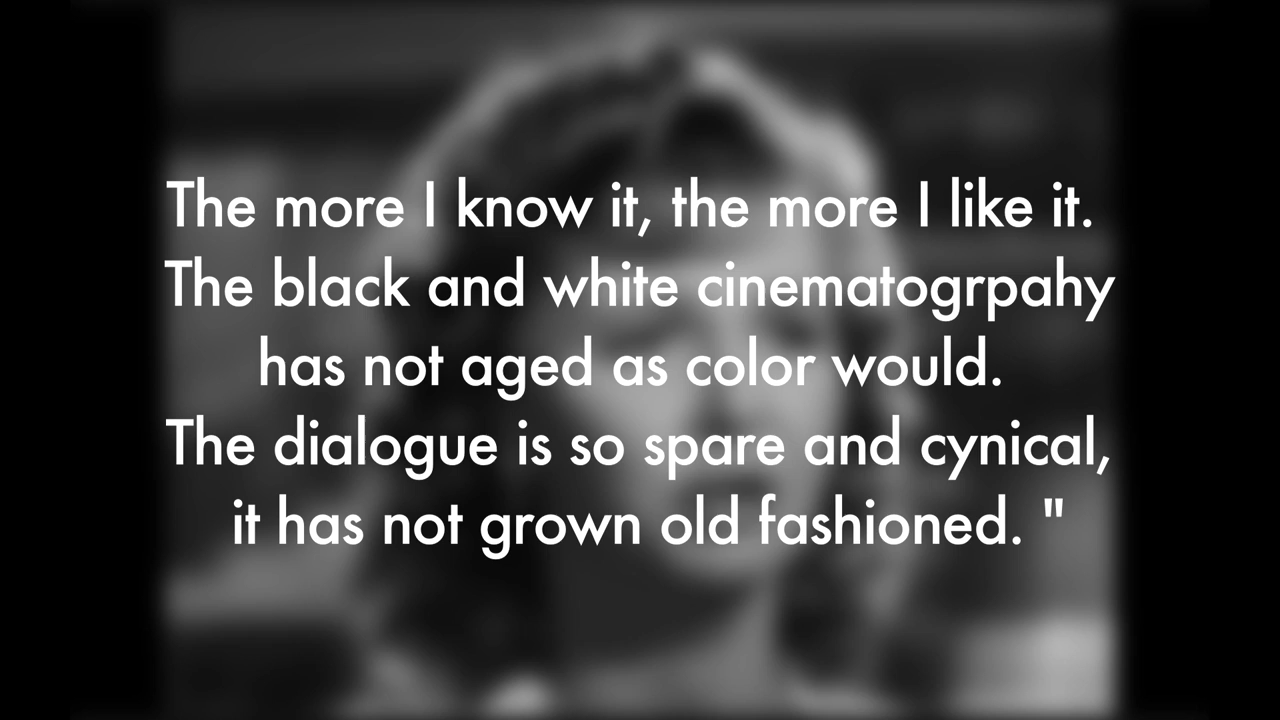 The more I know it, the more I like it.
The black and white cinematogrpahy
has not aged as color would.
The dialogue is so spare and cynical,
it has not grown old fashioned. "